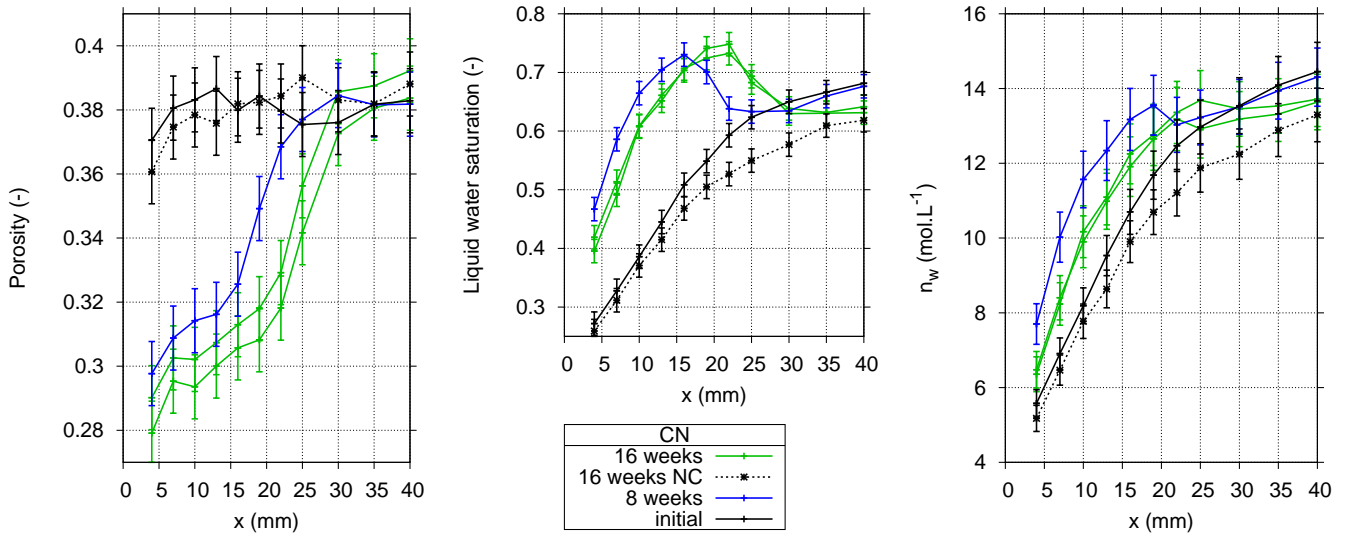 0.4
0.38
0.36
0.34
0.32
0.3
0.28
Porosity (-)
0 5 10 15 20 25 30 35 40
x (mm)
0.8
0.7
0.6
0.5
0.4
0.3
Liquid water saturation (-)
0 5 10 15 20 25 30 35 40
x (mm)
CN
16 weeks
16 weeks NC
8 weeks
initial
16
14
12
10
8
6
4
n_w (mol.L⁻¹)
0 5 10 15 20 25 30 35 40
x (mm)